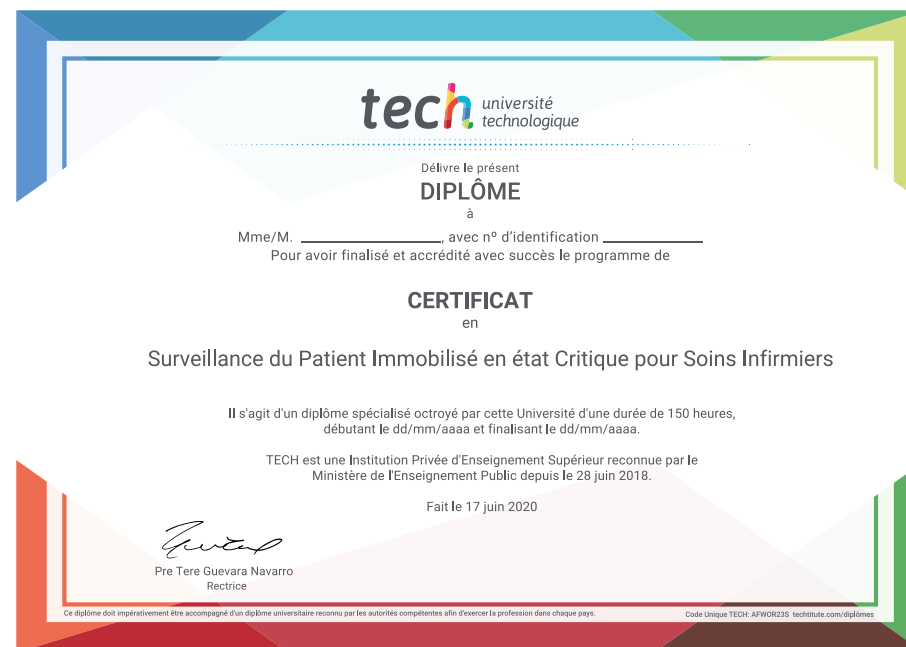 tech université
technologique
Délivre le présent
DIPLÔME
à
Mme/M. ____________________, avec nº d'identification ______________
Pour avoir finalisé et accrédité avec succès le programme de
CERTIFICAT
en
Surveillance du Patient Immobilisé en état Critique pour Soins Infirmiers
Il s'agit d'un diplôme spécialisé octroyé par cette Université d'une durée de 150 heures,
débutant le dd/mm/aaaa et finalisant le dd/mm/aaaa.
TECH est une Institution Privée d'Enseignement Supérieur reconnue par le
Ministère de l'Enseignement Public depuis le 28 juin 2018.
Fait le 17 juin 2020
Pre Tere Guevara Navarro
Rectrice
Ce diplôme doit impérativement être accompagné d'un diplôme universitaire reconnu par les autorités compétentes afin d'exercer la profession dans chaque pays.
Code Unique TECH: AFWOR23S techtitute.com/diplômes